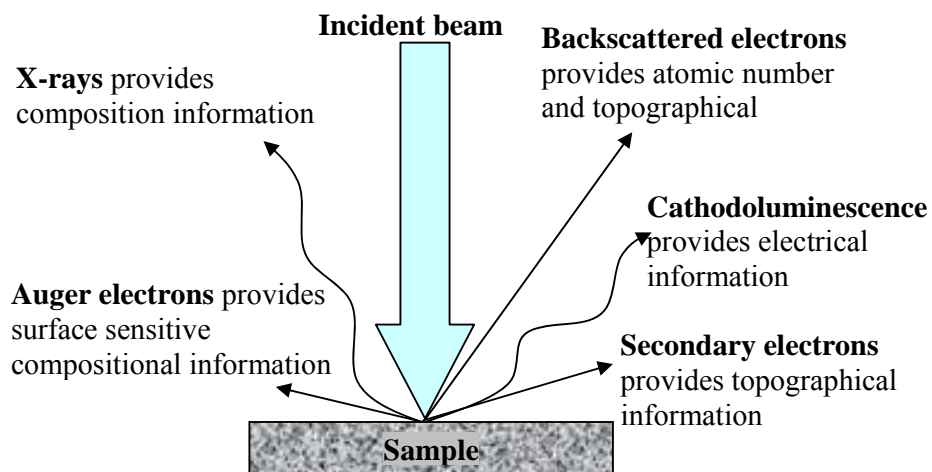 Incident beam
X-rays provides
composition information
Backscattered electrons
provides atomic number
and topographical
Cathodoluminescence
provides electrical
information
Auger electrons provides
surface sensitive
compositional information
Secondary electrons
provides topographical
information
Sample